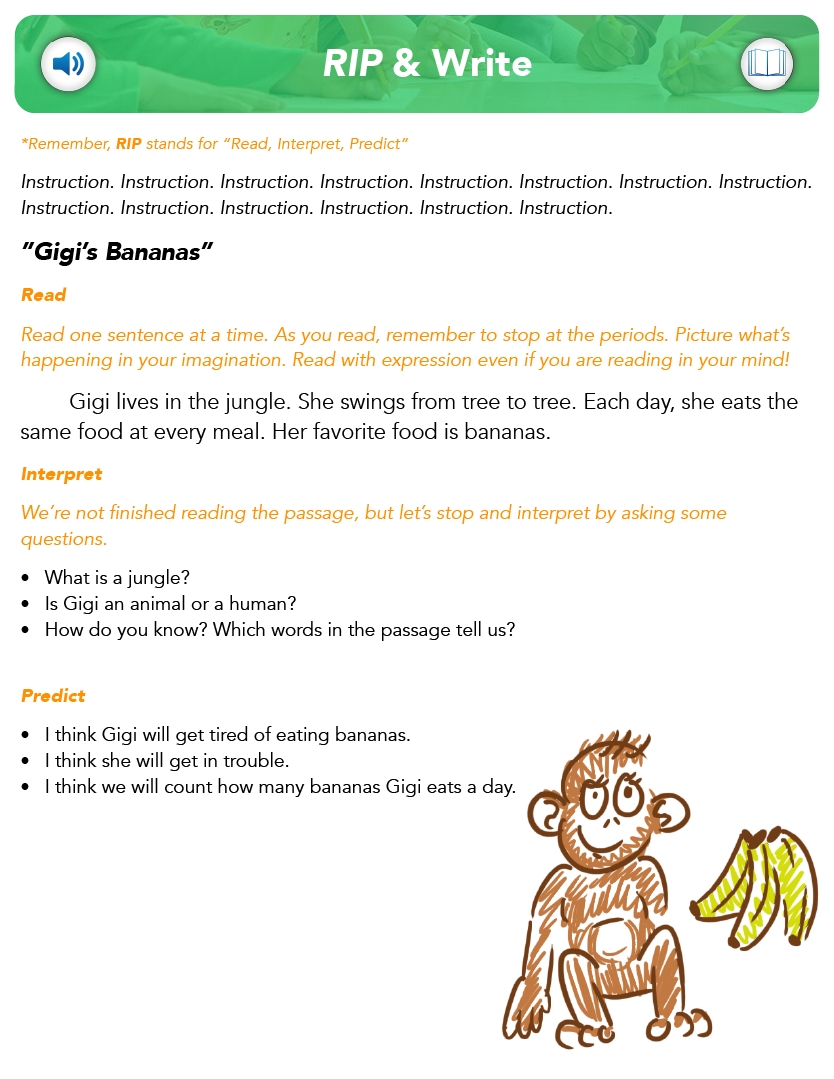 RIP & Write
*Remember, RIP stands for “Read, Interpret, Predict”
Instruction. Instruction. Instruction. Instruction. Instruction. Instruction. Instruction. Instruction.
Instruction. Instruction. Instruction. Instruction. Instruction. Instruction.
“Gigi’s Bananas”
Read
Read one sentence at a time. As you read, remember to stop at the periods. Picture what’s
happening in your imagination. Read with expression even if you are reading in your mind!
Gigi lives in the jungle. She swings from tree to tree. Each day, she eats the
same food at every meal. Her favorite food is bananas.
Interpret
We’re not finished reading the passage, but let’s stop and interpret by asking some
questions.
• What is a jungle?
• Is Gigi an animal or a human?
• How do you know? Which words in the passage tell us?
Predict
• I think Gigi will get tired of eating bananas.
• I think she will get in trouble.
• I think we will count how many bananas Gigi eats a day.